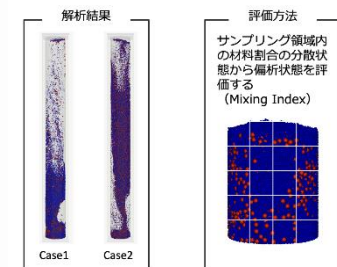 解析結果
Case1
Case2
評価方法
サンプリング領域内
の材料割合の分散状
態から偏析状態を評
価する
（Mixing Index）